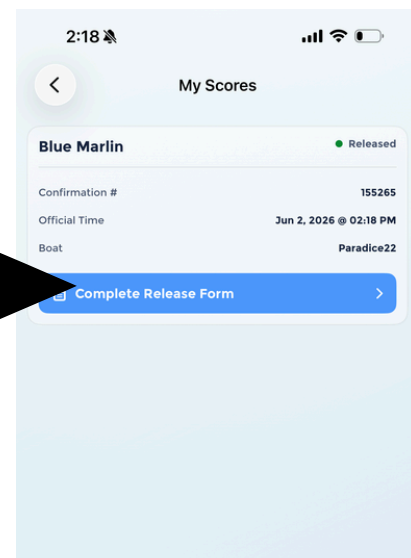 2:18
My Scores
Blue Marlin
Released
Confirmation #
155265
Official Time
Jun 2, 2026 @ 02:18 PM
Boat
Paradice22
Complete Release Form